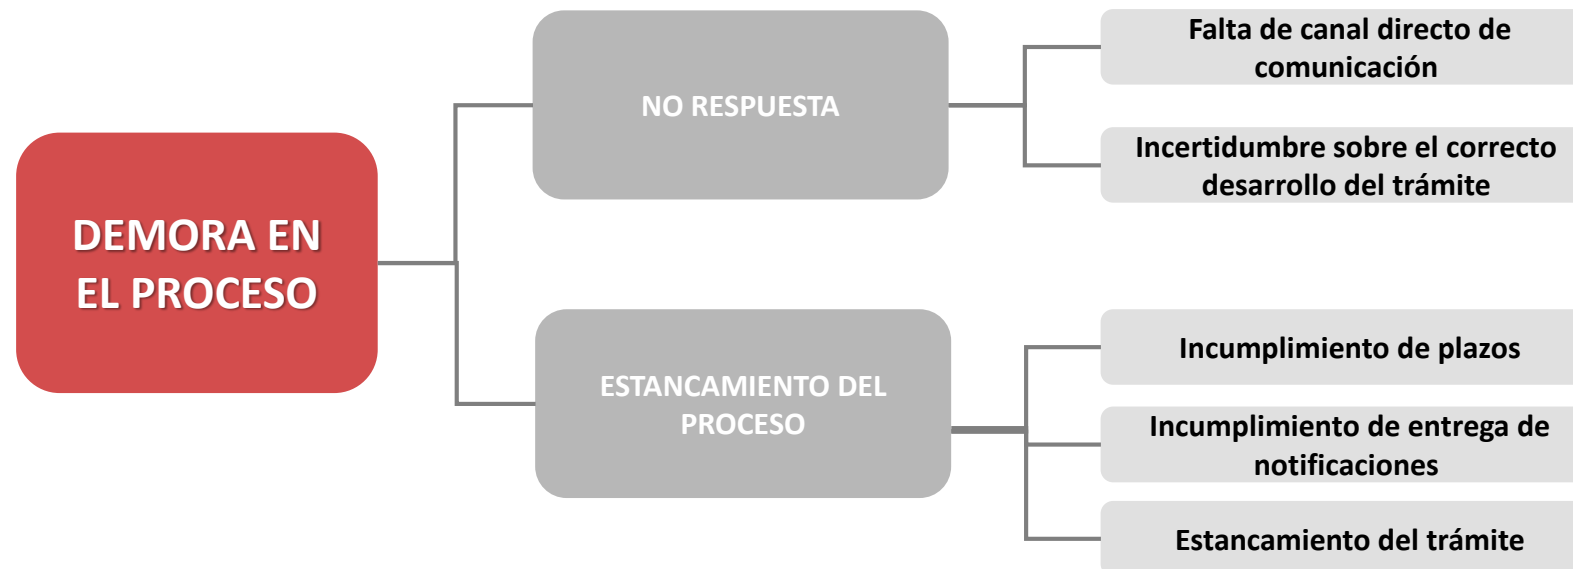 DEMORA EN
EL PROCESO
NO RESPUESTA
Falta de canal directo de
comunicación
Incertidumbre sobre el correcto
desarrollo del trámite
ESTANCAMIENTO DEL
PROCESO
Incumplimiento de plazos
Incumplimiento de entrega de
notificaciones
Estancamiento del trámite